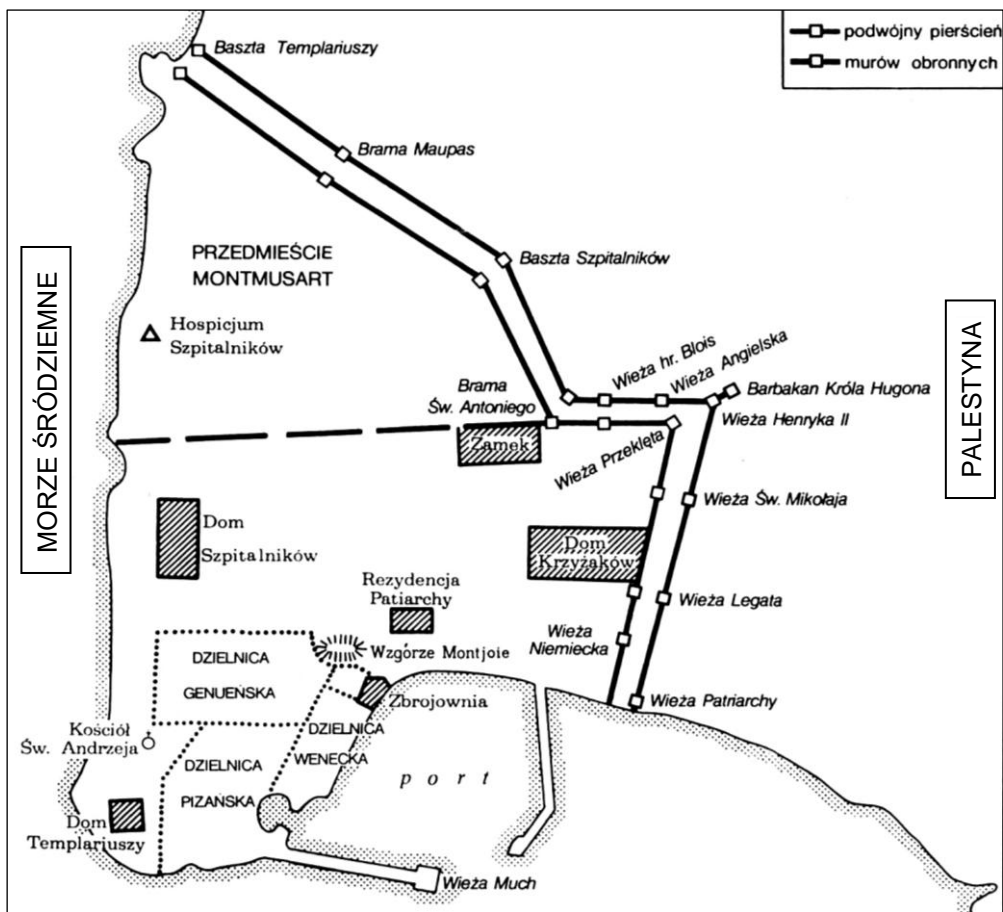 podwójny pierścień
murów obronnych
Baszta Templariuszy
Brama Maupas
PRZEDMIEŚCIE
MONTMUSART
Baszta Szpitalników
MORZE ŚRÓDZIEMNE
PALESTYNA
Hospicjum
Szpitalników
Wieża hr. Blois
Wieża Angielska
Barbakan Króla Hugona
Brama
Św. Antoniego
Wieża Henryka II
Zamek
Wieża Przeklęta
Wieża Św. Mikołaja
Dom
Szpitalników
Dom
Krzyżaków
Rezydencja
Patiarchy
Wieża Legata
Wieża
Niemiecka
Wzgórze Montjoie
DZIELNICA
GENUEŃSKA
Zbrojownia
Wieża Patriarchy
Kościół
Św. Andrzeja
DZIELNICA
WENECKA
DZIELNICA
PIZAŃSKA
port
Dom
Templariuszy
Wieża Much